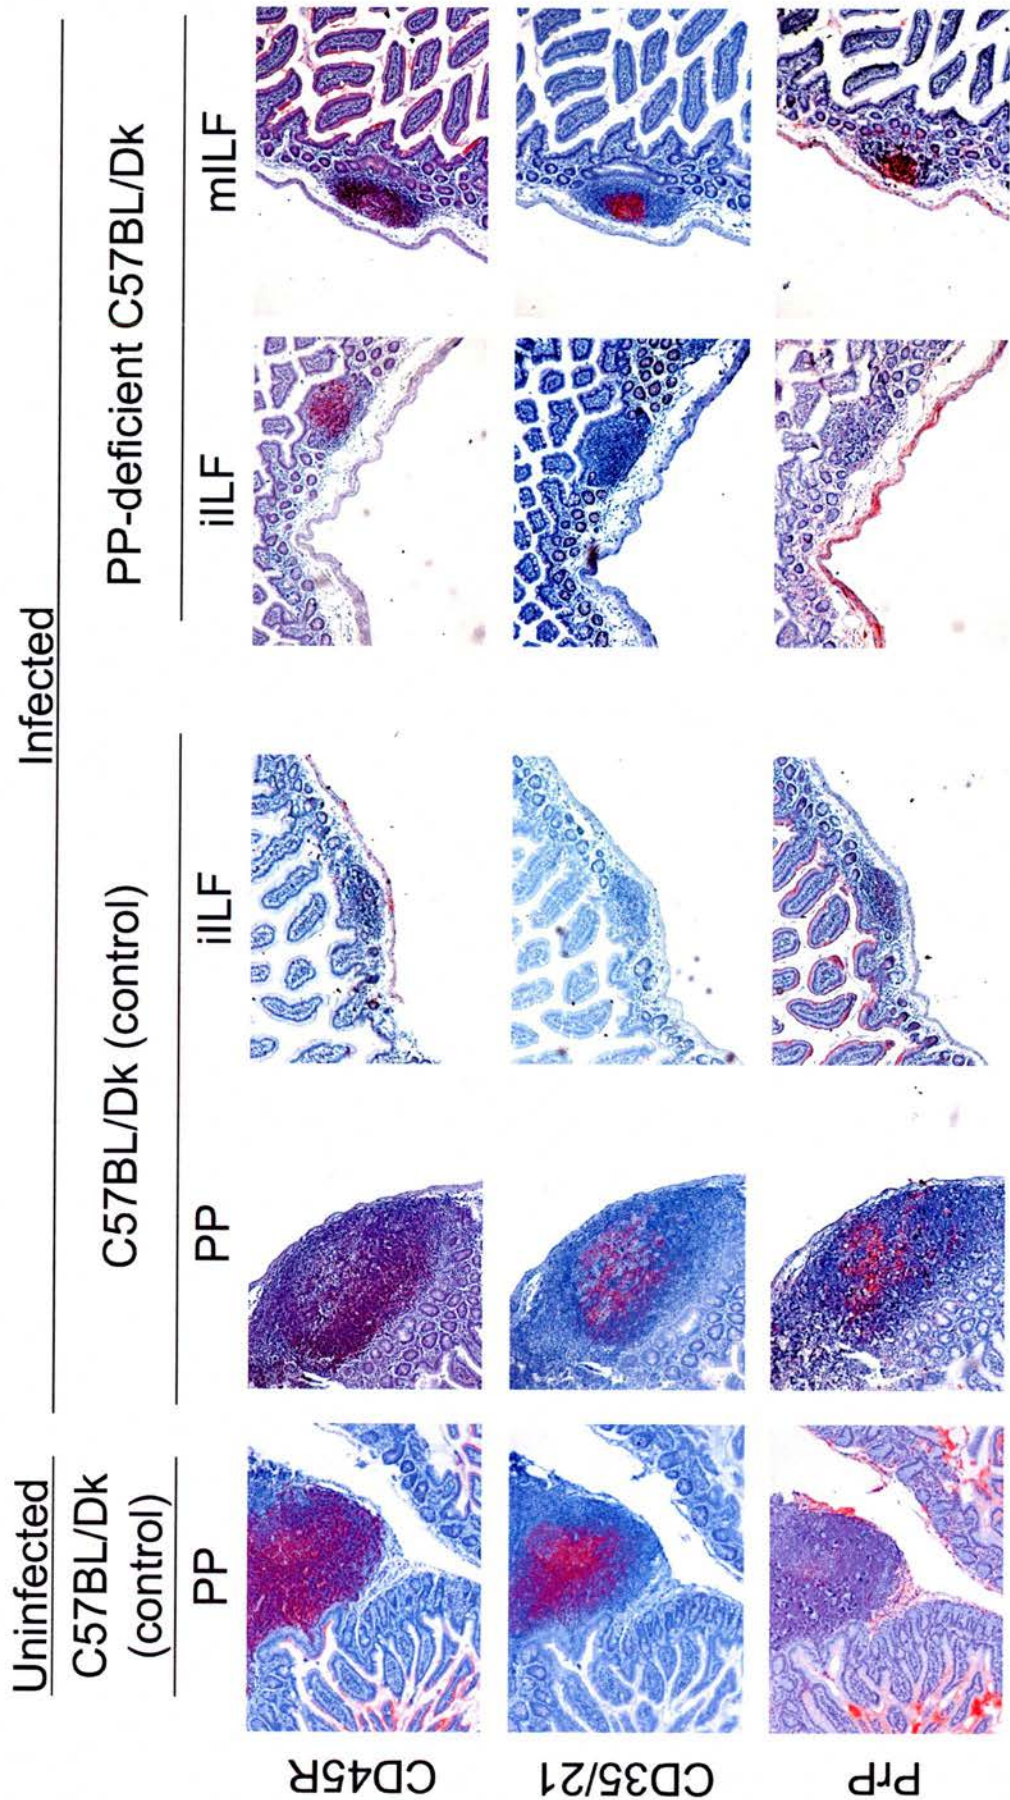 Infected
Uninfected
C57BL/Dk (control)
PP-deficient C57BL/Dk
C57BL/Dk
(control)
PP
PP
iILF
iILF
mILF
CD45R
CD35/21
PrP